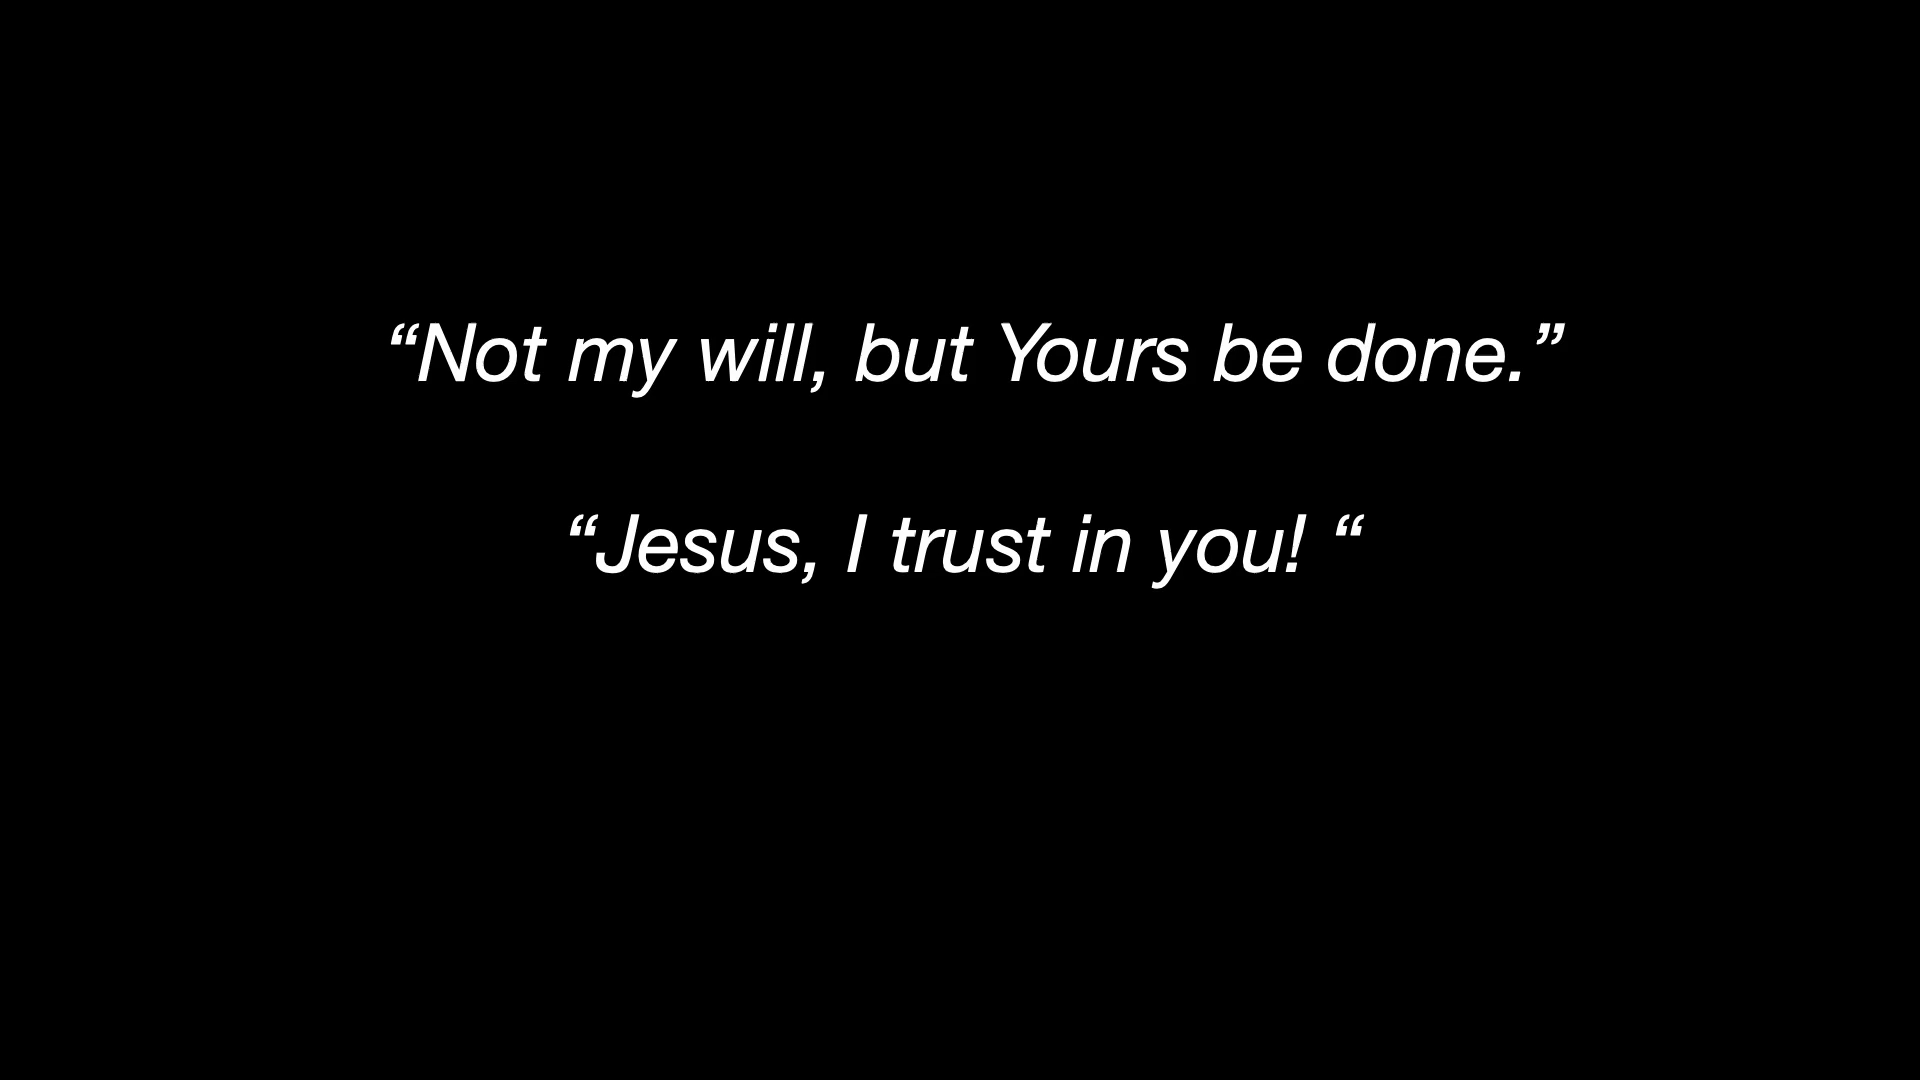 “Not my will, but Yours be done.”
“Jesus, I trust in you! “